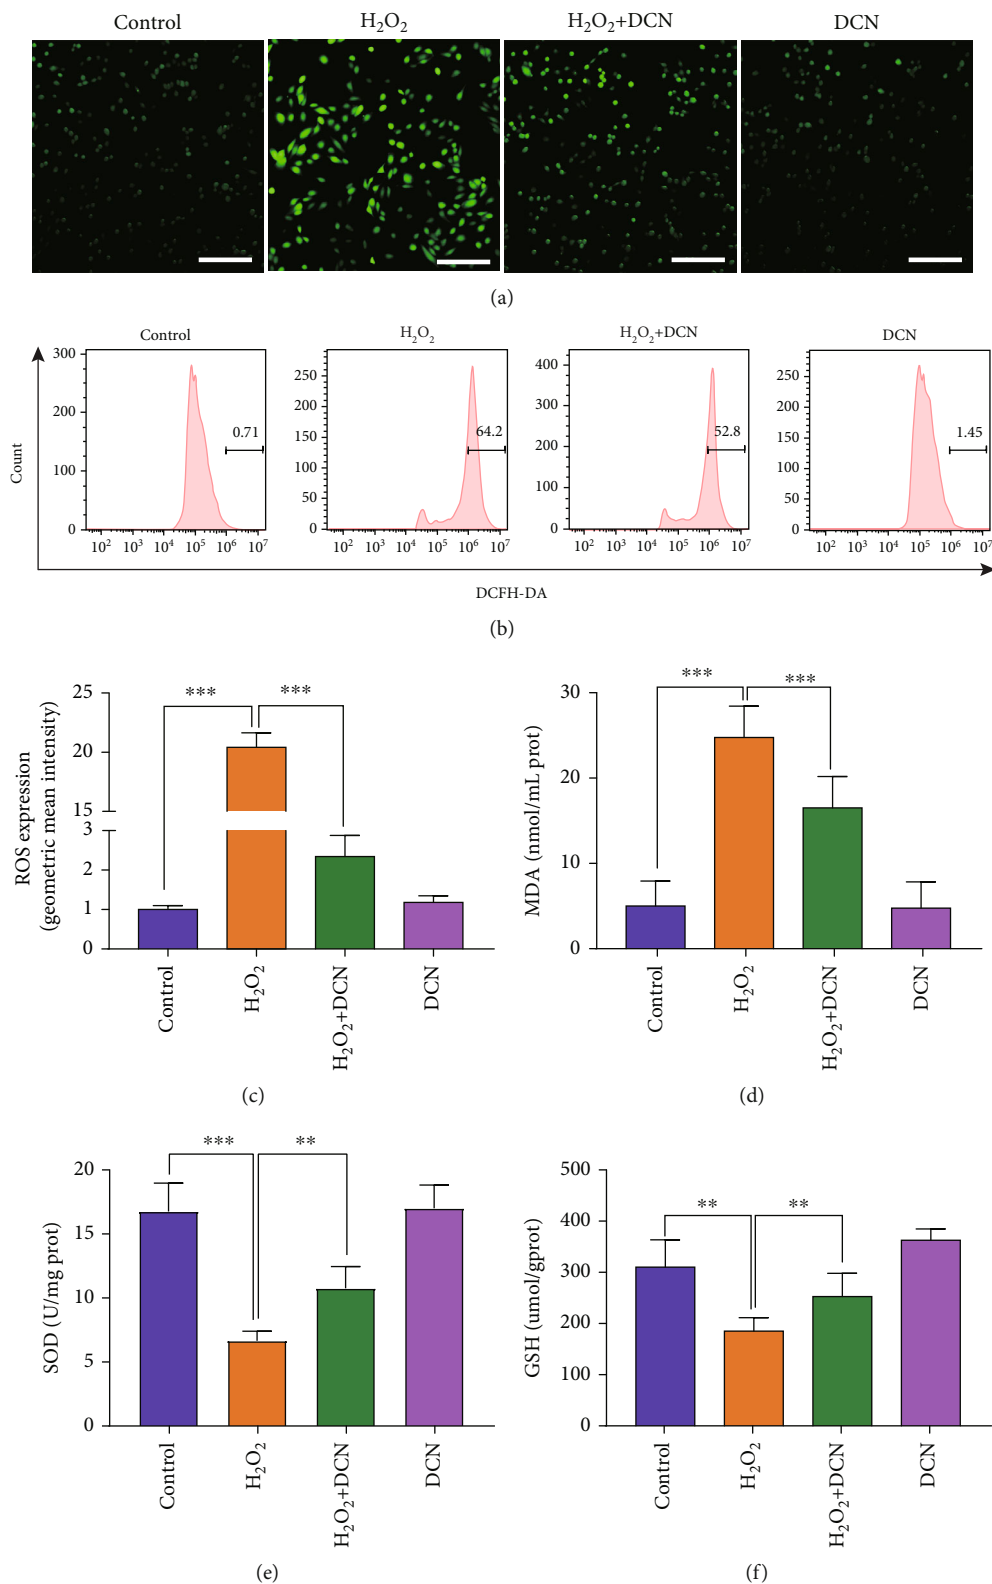 Control H₂O₂ H₂O₂+DCN DCN
(a)
Control H₂O₂ H₂O₂+DCN DCN
Count
300 200 100 0
0.71
10² 10³ 10⁴ 10⁵ 10⁶ 10⁷
300 250 200 150 100 50 0
64.2
10² 10³ 10⁴ 10⁵ 10⁶ 10⁷
400 300 200 100 0
52.8
10² 10³ 10⁴ 10⁵ 10⁶ 10⁷
300 250 200 150 100 50 0
1.45
10² 10³ 10⁴ 10⁵ 10⁶ 10⁷
DCFH-DA
(b)
ROS expression
(geometric mean intensity)
25
20
15
3
2
1
0
*** ***
Control H₂O₂ H₂O₂+DCN DCN
(c)
MDA (nmol/mL prot)
30
20
10
0
*** ***
Control H₂O₂ H₂O₂+DCN DCN
(d)
SOD (U/mg prot)
20
15
10
5
0
*** **
Control H₂O₂ H₂O₂+DCN DCN
(e)
GSH (umol/gprot)
500
400
300
200
100
0
** **
Control H₂O₂ H₂O₂+DCN DCN
(f)